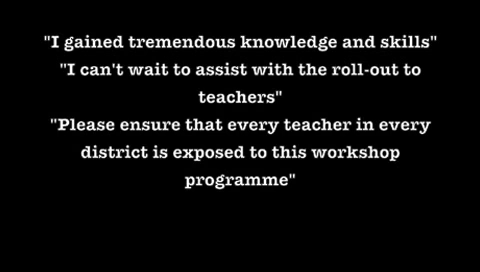 "I gained tremendous knowledge and skills"
"I can't wait to assist with the roll-out to
teachers"
"Please ensure that every teacher in every
district is exposed to this workshop
programme"